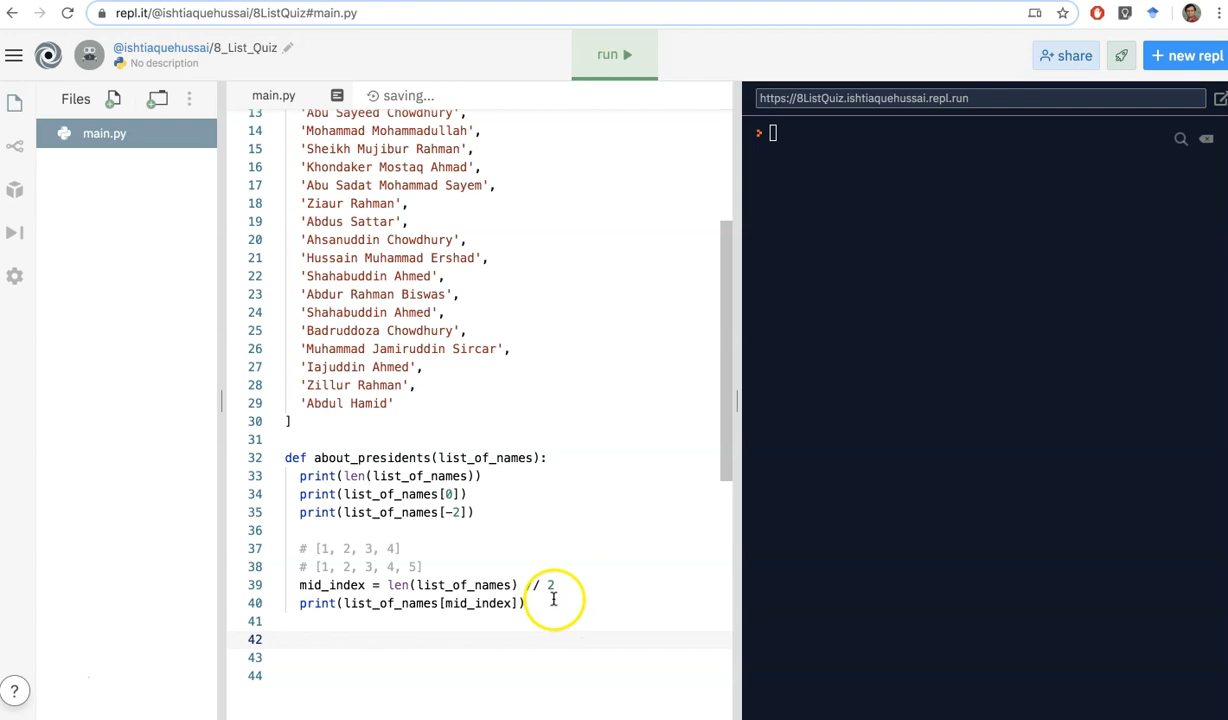 repl.it/@ishtiaquehussai/8ListQuiz#main.py
@ishtiaquehussai/8_List_Quiz
No description
run
share
+ new repl
Files
main.py
main.py
saving...
https://8ListQuiz.ishtiaquehussai.repl.run
13 'Abu Sayeed Chowdhury',
14 'Mohammad Mohammadullah',
15 'Sheikh Mujibur Rahman',
16 'Khondaker Mostaq Ahmad',
17 'Abu Sadat Mohammad Sayem',
18 'Ziaur Rahman',
19 'Abdus Sattar',
20 'Ahsanuddin Chowdhury',
21 'Hussain Muhammad Ershad',
22 'Shahabuddin Ahmed',
23 'Abdur Rahman Biswas',
24 'Shahabuddin Ahmed',
25 'Badruddoza Chowdhury',
26 'Muhammad Jamiruddin Sircar',
27 'Iajuddin Ahmed',
28 'Zillur Rahman',
29 'Abdul Hamid'
30 ]
31
32 def about_presidents(list_of_names):
33 print(len(list_of_names))
34 print(list_of_names[0])
35 print(list_of_names[-2])
36
37 # [1, 2, 3, 4]
38 # [1, 2, 3, 4, 5]
39 mid_index = len(list_of_names) // 2
40 print(list_of_names[mid_index])
41
42
43
44
?